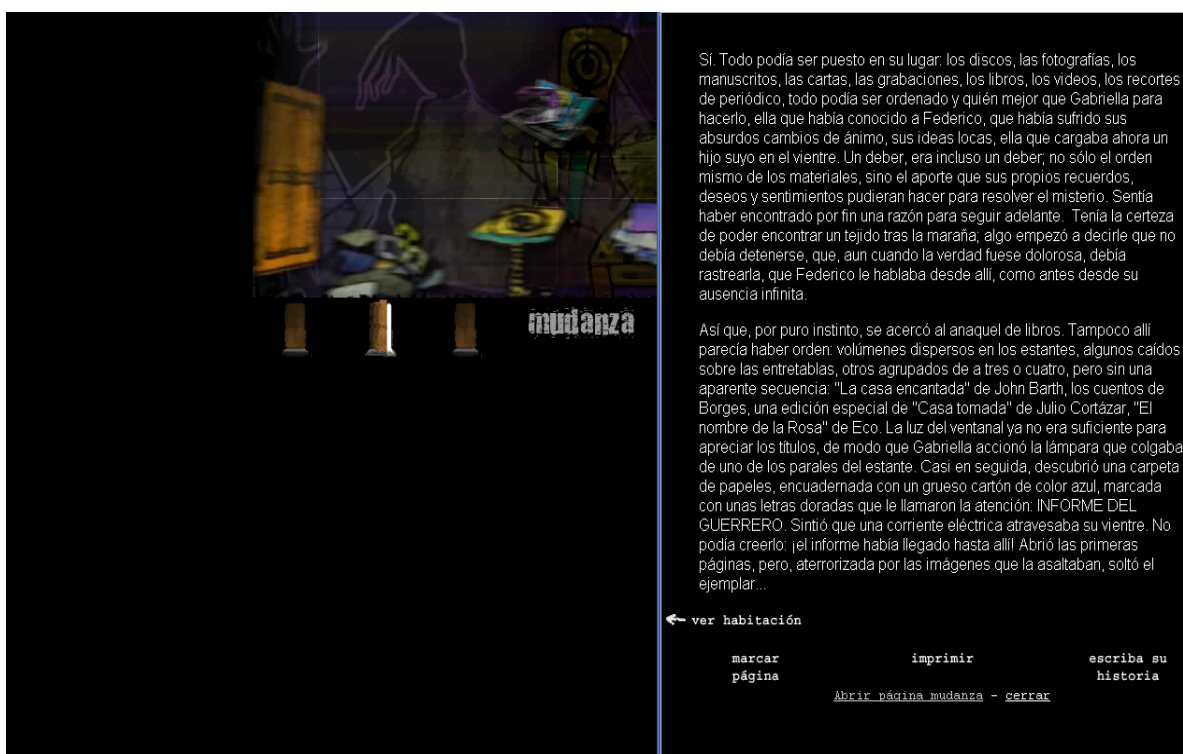 mudanza
Sí. Todo podía ser puesto en su lugar: los discos, las fotografías, los
manuscritos, las cartas, las grabaciones, los libros, los videos, los recortes
de periódico, todo podía ser ordenado y quién mejor que Gabriella para
hacerlo, ella que había conocido a Federico, que había sufrido sus
absurdos cambios de ánimo, sus ideas locas, ella que cargaba ahora un
hijo suyo en el vientre. Un deber, era incluso un deber; no sólo el orden
mismo de los materiales, sino el aporte que sus propios recuerdos,
deseos y sentimientos pudieran hacer para resolver el misterio. Sentía
haber encontrado por fin una razón para seguir adelante. Tenía la certeza
de poder encontrar un tejido tras la maraña; algo empezó a decirle que no
debía detenerse, que, aun cuando la verdad fuese dolorosa, debía
rastrearla, que Federico le hablaba desde allí, como antes desde su
ausencia infinita.
Así que, por puro instinto, se acercó al anaquel de libros. Tampoco allí
parecía haber orden: volúmenes dispersos en los estantes, algunos caídos
sobre las entretablas, otros agrupados de a tres o cuatro, pero sin una
aparente secuencia: "La casa encantada" de John Barth, los cuentos de
Borges, una edición especial de "Casa tomada" de Julio Cortázar, "El
nombre de la Rosa" de Eco. La luz del ventanal ya no era suficiente para
apreciar los títulos, de modo que Gabriella accionó la lámpara que colgaba
de uno de los parales del estante. Casi en seguida, descubrió una carpeta
de papeles, encuadernada con un grueso cartón de color azul, marcada
con unas letras doradas que le llamaron la atención: INFORME DEL
GUERRERO. Sintió que una corriente eléctrica atravesaba su vientre. No
podía creerlo: ¡el informe había llegado hasta allí! Abrió las primeras
páginas, pero, aterrorizada por las imágenes que la asaltaban, soltó el
ejemplar...
ver habitación
marcar página
imprimir
escriba su historia
Abrir página mudanza - cerrar